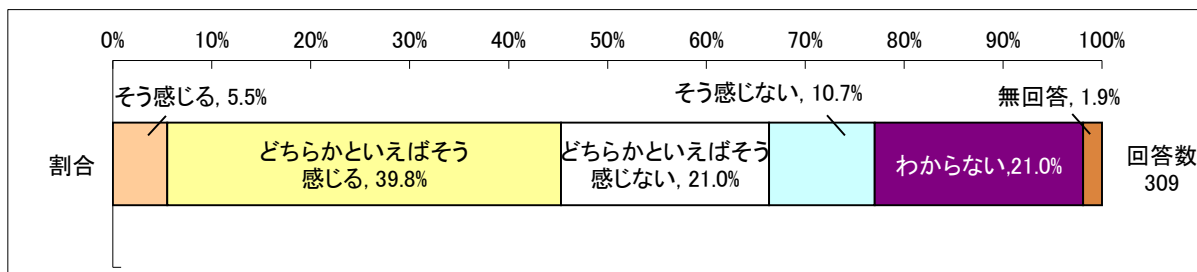 0% 10% 20% 30% 40% 50% 60% 70% 80% 90% 100%
そう感じる, 5.5%
そう感じない, 10.7%
無回答, 1.9%
割合
どちらかといえばそう
感じる, 39.8%
どちらかといえばそう
感じない, 21.0%
わからない,21.0%
回答数
309